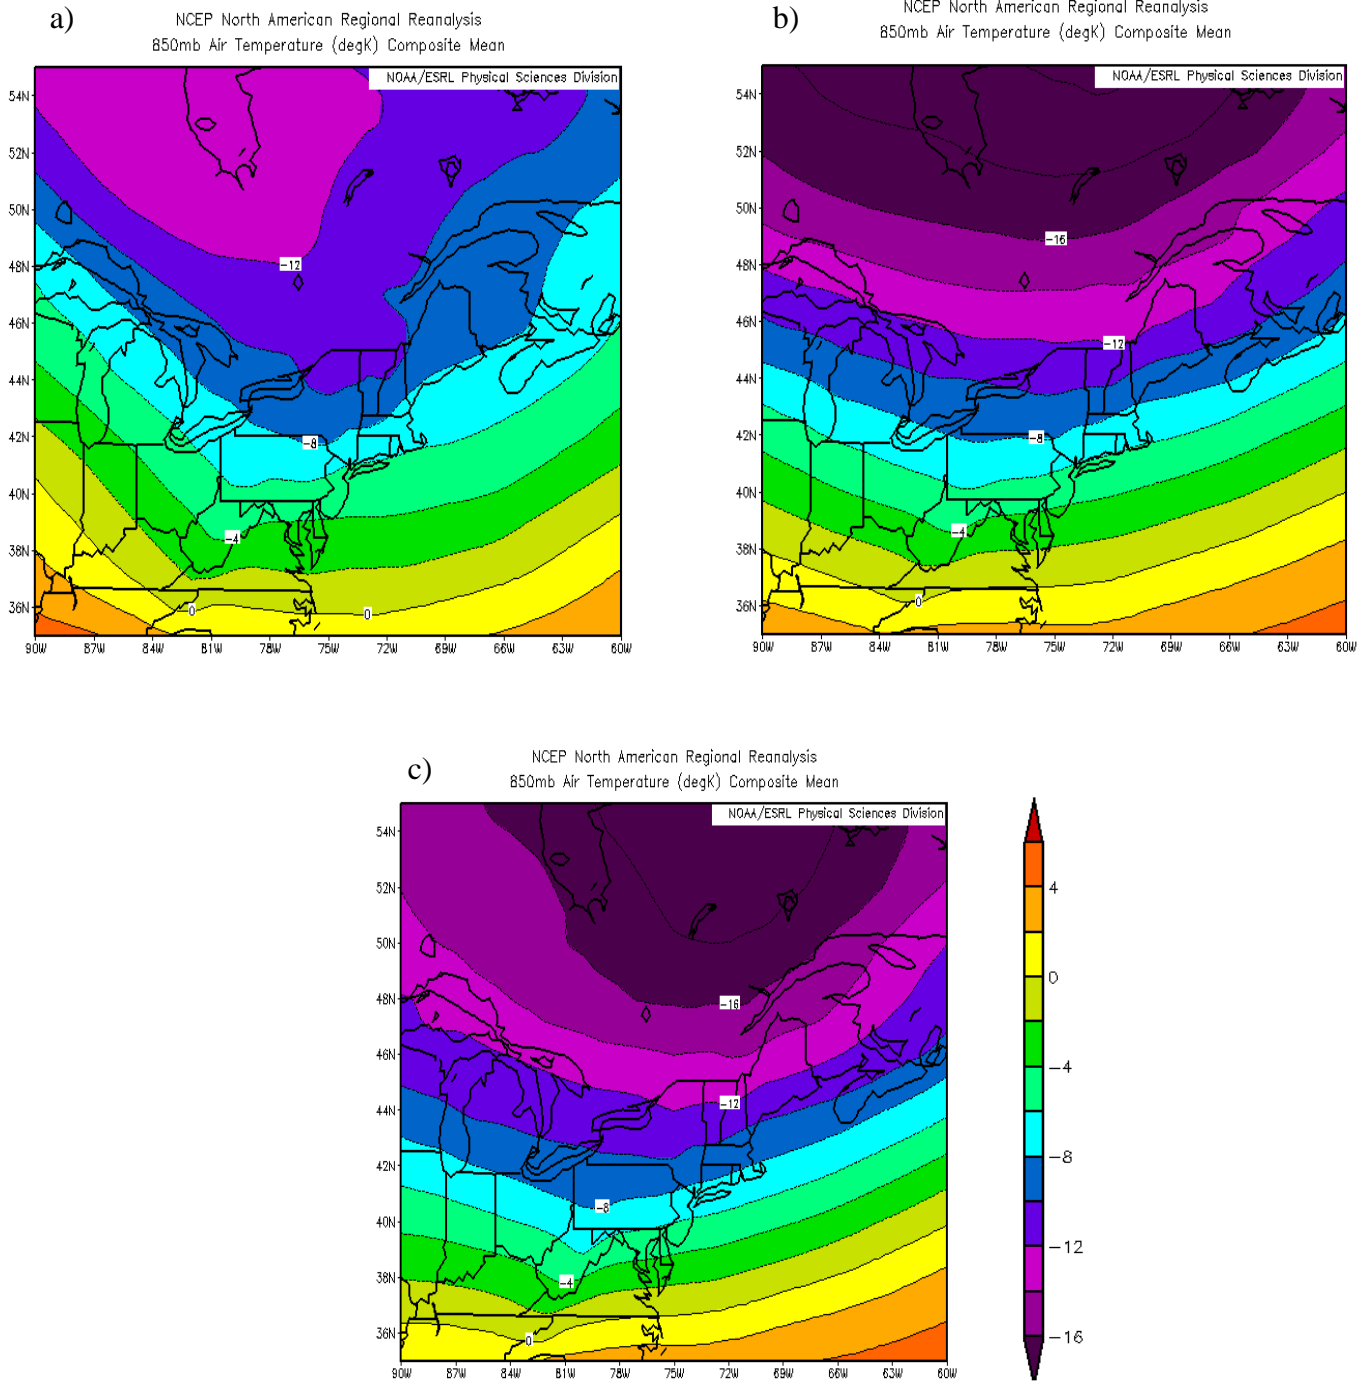 a)
NCEP North American Regional Reanalysis
850mb Air Temperature (degK) Composite Mean
NOAA/ESRL Physical Sciences Division
54N
52N
50N
48N
46N
44N
42N
40N
38N
36N
-12
-8
-4
0
0
90W 87W 84W 81W 78W 75W 72W 69W 66W 63W 60W
b)
NCEP North American Regional Reanalysis
850mb Air Temperature (degK) Composite Mean
NOAA/ESRL Physical Sciences Division
54N
52N
50N
48N
46N
44N
42N
40N
38N
36N
-16
-12
-8
-4
0
90W 87W 84W 81W 78W 75W 72W 69W 66W 63W 60W
c)
NCEP North American Regional Reanalysis
850mb Air Temperature (degK) Composite Mean
NOAA/ESRL Physical Sciences Division
54N
52N
50N
48N
46N
44N
42N
40N
38N
36N
-16
-12
-8
-4
0
90W 87W 84W 81W 78W 75W 72W 69W 66W 63W 60W
4
0
-4
-8
-12
-16